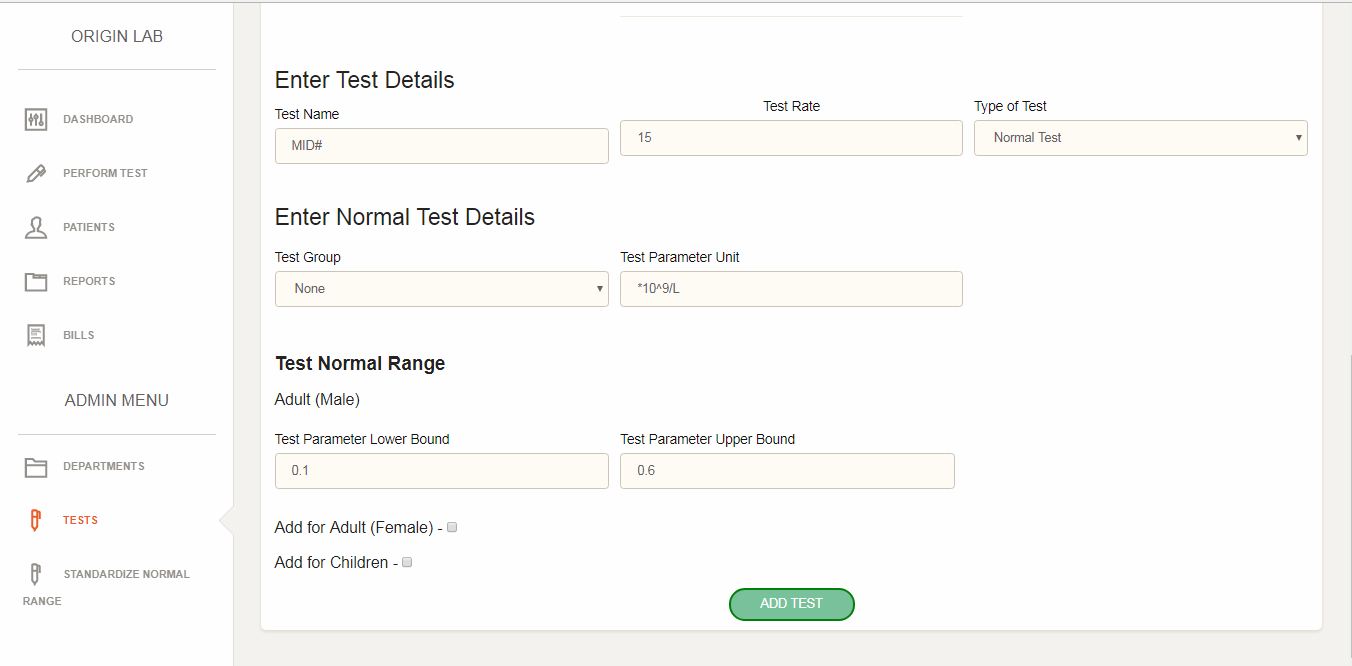 ORIGIN LAB
DASHBOARD
PERFORM TEST
PATIENTS
REPORTS
BILLS
ADMIN MENU
DEPARTMENTS
TESTS
STANDARDIZE NORMAL
RANGE
Enter Test Details
Test Name
Test Rate
Type of Test
MID#
15
Normal Test
Enter Normal Test Details
Test Group
Test Parameter Unit
None
*10^9/L
Test Normal Range
Adult (Male)
Test Parameter Lower Bound
Test Parameter Upper Bound
0.1
0.6
Add for Adult (Female) -
Add for Children -
ADD TEST